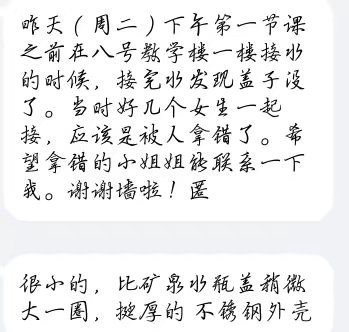 昨天（周二）下午第一节课
之前在八号教学楼一楼接水
的时候，接完水发现盖子没
了。当时好几个女生一起
接，应该是被人拿错了。希
望拿错的小姐姐能联系一下
我。谢谢墙啦！匿
很小的，比矿泉水瓶盖稍微
大一圈，挺厚的 不锈钢外壳